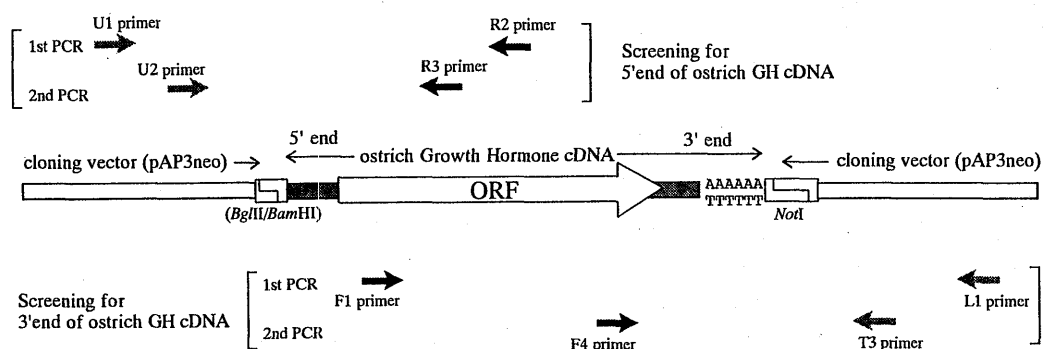 U1 primer
1st PCR
R2 primer
U2 primer
R3 primer
2nd PCR
Screening for
5'end of ostrich GH cDNA
5' end
3' end
cloning vector (pAP3neo)
ostrich Growth Hormone cDNA
cloning vector (pAP3neo)
ORF
AAAAAA
TTTTTT
(BglII/BamHI)
NotI
Screening for
3'end of ostrich GH cDNA
1st PCR
F1 primer
L1 primer
2nd PCR
F4 primer
T3 primer